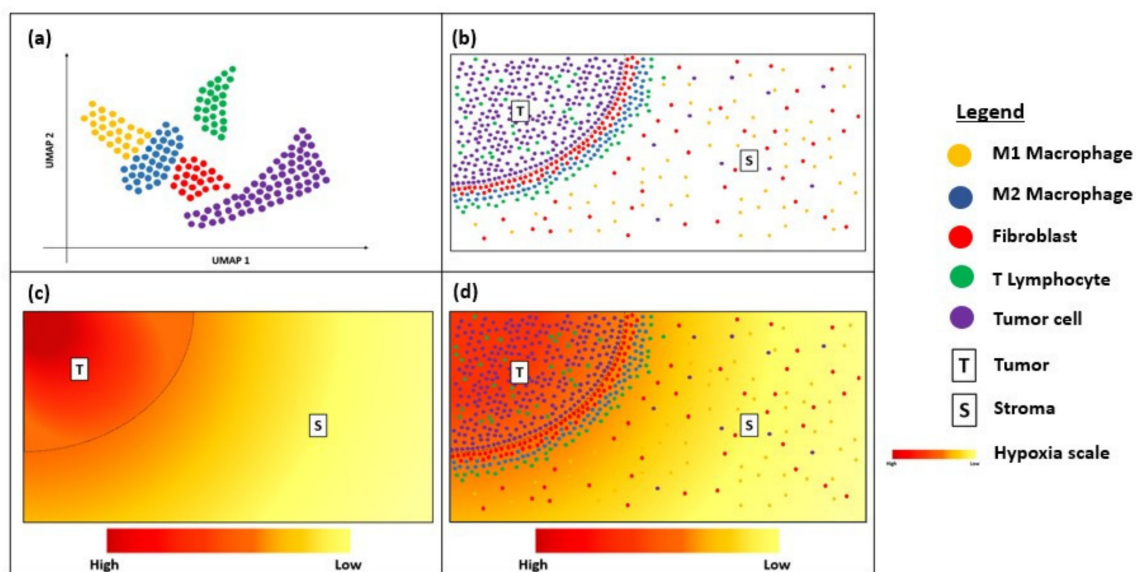 (a)
UMAP 2
UMAP 1
(b)
T
S
(c)
T
S
High
Low
(d)
T
S
High
Low
Legend
M1 Macrophage
M2 Macrophage
Fibroblast
T Lymphocyte
Tumor cell
T Tumor
S Stroma
High Low Hypoxia scale